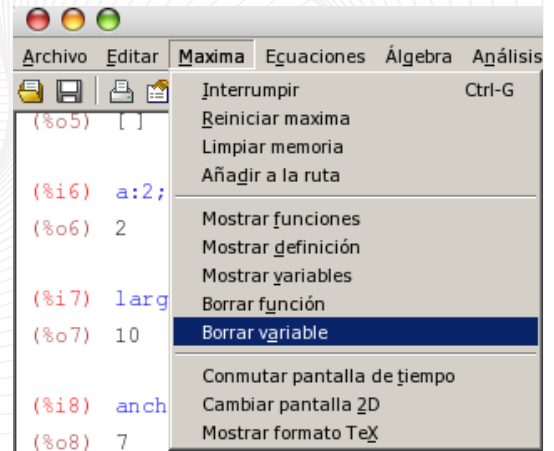 Archivo Editar Maxima Ecuaciones Álgebra Análisis
Interrumpir Ctrl-G
(%o5) [ ]
Reiniciar maxima
Limpiar memoria
Añadir a la ruta
(%i6) a:2;
(%o6) 2
Mostrar funciones
Mostrar definición
Mostrar variables
(%i7) larg
Borrar función
(%o7) 10
Borrar variable
Conmutar pantalla de tiempo
(%i8) anch
Cambiar pantalla 2D
(%o8) 7
Mostrar formato TeX